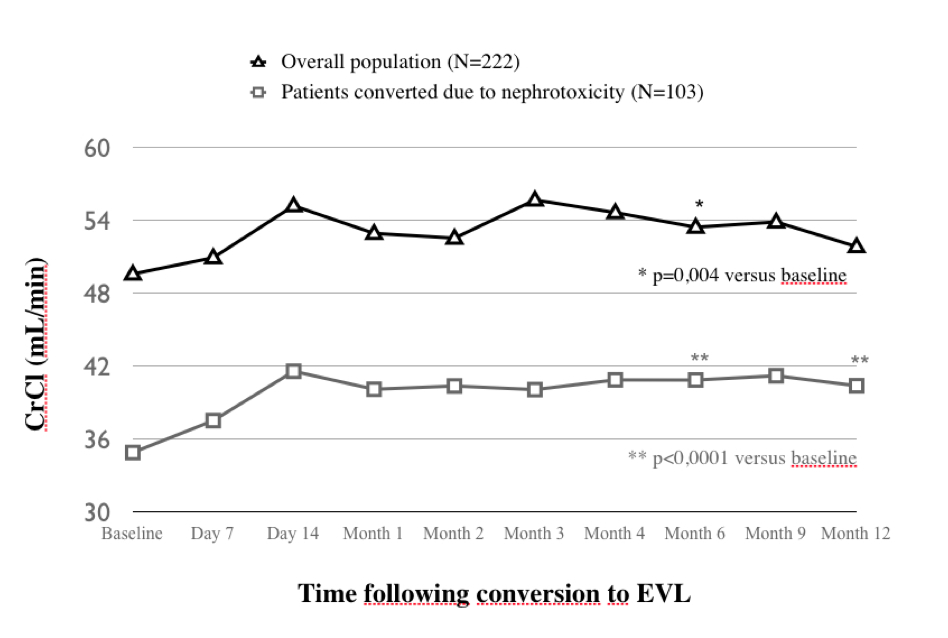 Overall population (N=222)
Patients converted due to nephrotoxicity (N=103)
60
54
48
42
36
30
CrCl (mL/min)
*
* p=0,004 versus baseline
**
**
** p<0,0001 versus baseline
Baseline
Day 7
Day 14
Month 1
Month 2
Month 3
Month 4
Month 6
Month 9
Month 12
Time following conversion to EVL